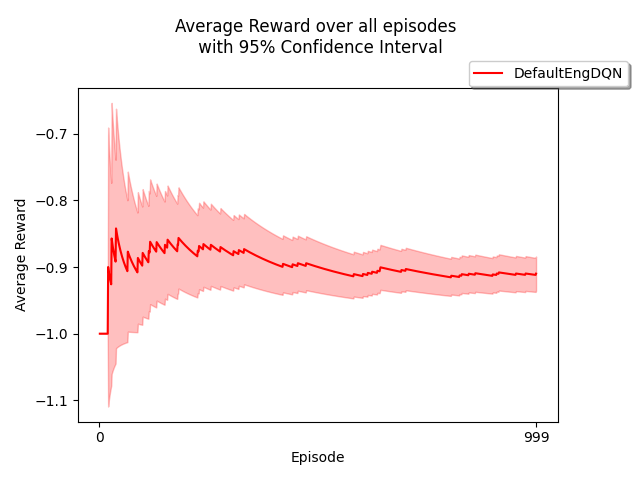 Average Reward over all episodes
with 95% Confidence Interval
DefaultEngDQN
−0.7
−0.8
−0.9
−1.0
−1.1
Average Reward
0
999
Episode